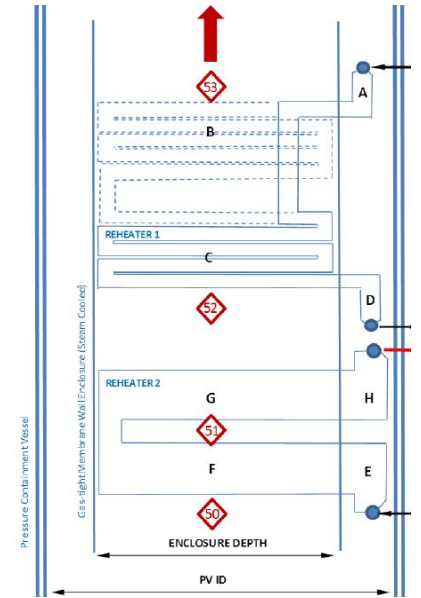 53
A
B
REHEATER 1
C
D
52
REHEATER 2
G
H
51
F
E
50
ENCLOSURE DEPTH
PV ID
Pressure Containment Vessel
Gas-tight Membrane Wall Enclosure (Steam Cooled)